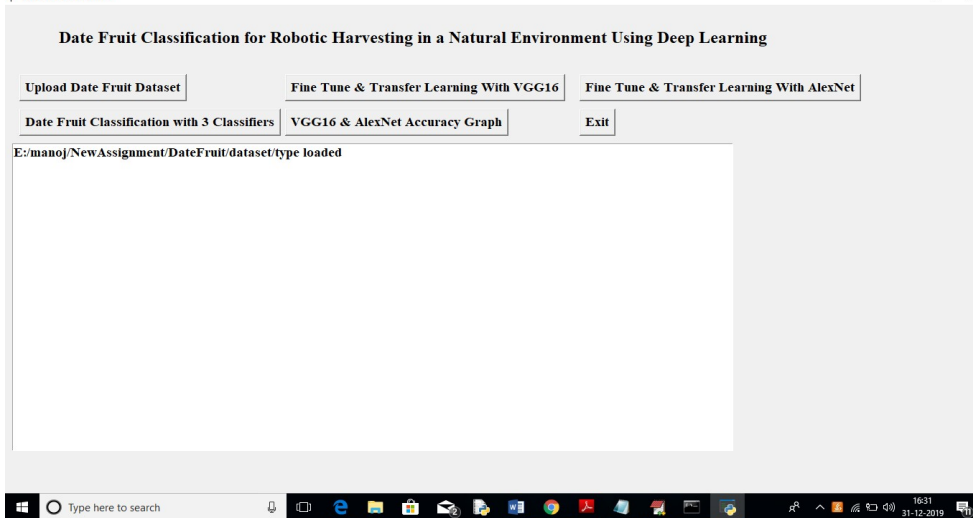 Date Fruit Classification for Robotic Harvesting in a Natural Environment Using Deep Learning
Upload Date Fruit Dataset
Fine Tune & Transfer Learning With VGG16
Fine Tune & Transfer Learning With AlexNet
Date Fruit Classification with 3 Classifiers
VGG16 & AlexNet Accuracy Graph
Exit
E:/manoj/NewAssignment/DateFruit/dataset/type loaded
Type here to search
16:31
31-12-2019